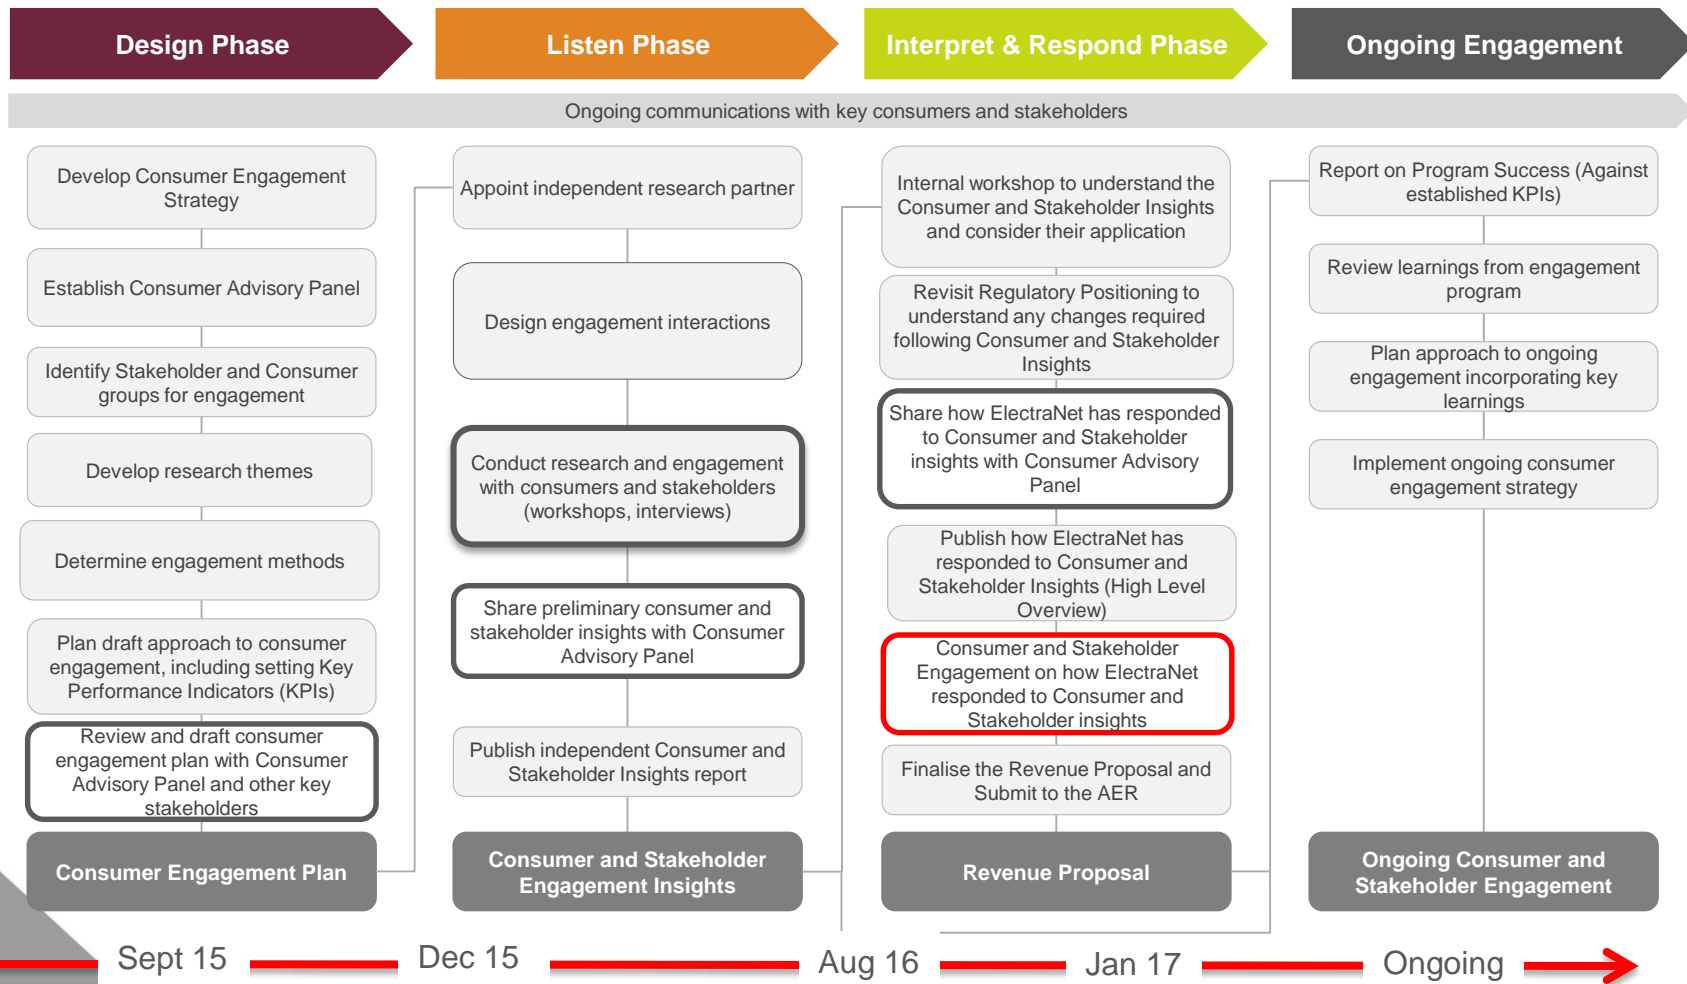 Design Phase
Listen Phase
Interpret & Respond Phase
Ongoing Engagement
Ongoing communications with key consumers and stakeholders
Develop Consumer Engagement
Strategy
Establish Consumer Advisory Panel
Identify Stakeholder and Consumer
groups for engagement
Develop research themes
Determine engagement methods
Plan draft approach to consumer
engagement, including setting Key
Performance Indicators (KPIs)
Review and draft consumer
engagement plan with Consumer
Advisory Panel and other key
stakeholders
Consumer Engagement Plan
Appoint independent research partner
Design engagement interactions
Conduct research and engagement
with consumers and stakeholders
(workshops, interviews)
Share preliminary consumer and
stakeholder insights with Consumer
Advisory Panel
Publish independent Consumer and
Stakeholder Insights report
Consumer and Stakeholder
Engagement Insights
Internal workshop to understand the
Consumer and Stakeholder Insights
and consider their application
Revisit Regulatory Positioning to
understand any changes required
following Consumer and Stakeholder
Insights
Share how ElectraNet has responded
to Consumer and Stakeholder
insights with Consumer Advisory
Panel
Publish how ElectraNet has
responded to Consumer and
Stakeholder Insights (High Level
Overview)
Consumer and Stakeholder
Engagement on how ElectraNet
responded to Consumer and
Stakeholder insights
Finalise the Revenue Proposal and
Submit to the AER
Revenue Proposal
Report on Program Success (Against
established KPIs)
Review learnings from engagement
program
Plan approach to ongoing
engagement incorporating key
learnings
Implement ongoing consumer
engagement strategy
Ongoing Consumer and
Stakeholder Engagement
Sept 15
Dec 15
Aug 16
Jan 17
Ongoing